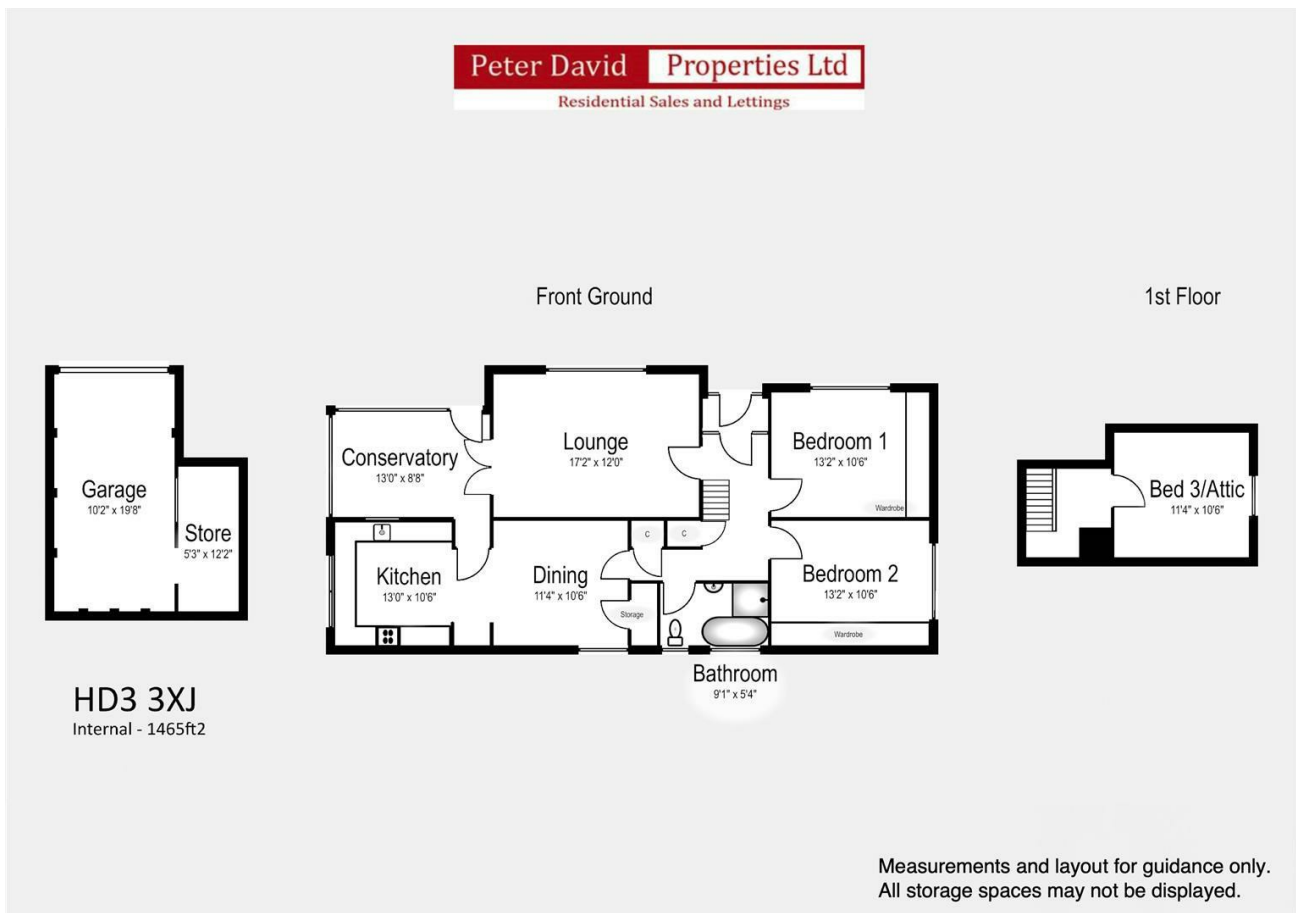 Peter David Properties Ltd
Residential Sales and Lettings
Front Ground
1st Floor
Garage
10'2" x 19'8"
Store
5'3" x 12'2"
Conservatory
13'0" x 8'8"
Lounge
17'2" x 12'0"
Bedroom 1
13'2" x 10'6"
Wardrobe
Kitchen
13'0" x 10'6"
Dining
11'4" x 10'6"
C
C
Storage
Bedroom 2
13'2" x 10'6"
Wardrobe
Bathroom
9'1" x 5'4"
Bed 3/Attic
11'4" x 10'6"
HD3 3XJ
Internal - 1465ft2
Measurements and layout for guidance only.
All storage spaces may not be displayed.